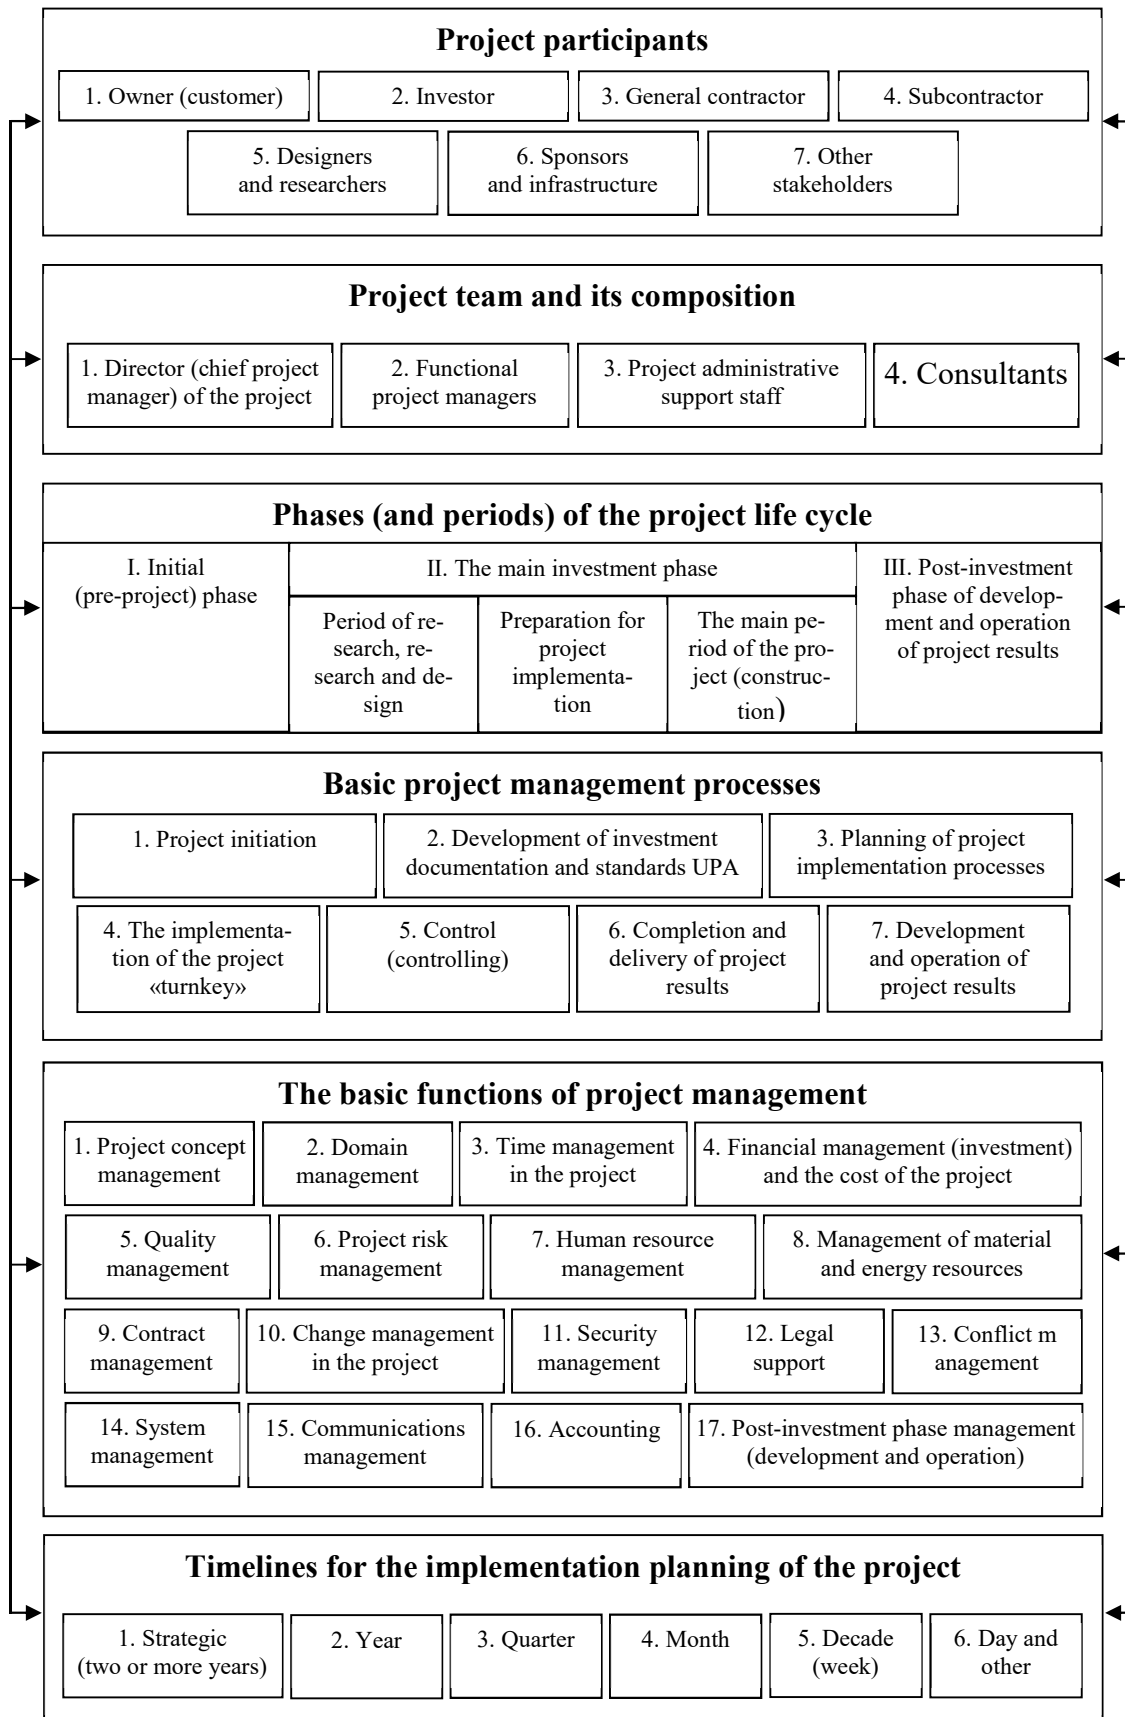 Project participants
1. Owner (customer)
2. Investor
3. General contractor
4. Subcontractor
5. Designers
and researchers
6. Sponsors
and infrastructure
7. Other
stakeholders
Project team and its composition
1. Director (chief project
manager) of the project
2. Functional
project managers
3. Project administrative
support staff
4. Consultants
Phases (and periods) of the project life cycle
I. Initial
(pre-project) phase
II. The main investment phase
Period of re-
search, re-
search and de-
sign
Preparation for
project
implementa-
tion
The main pe-
riod of the pro-
ject (construc-
tion)
III. Post-investment
phase of develop-
ment and operation
of project results
Basic project management processes
1. Project initiation
2. Development of investment
documentation and standards UPA
3. Planning of project
implementation processes
4. The implementa-
tion of the project
«turnkey»
5. Control
(controlling)
6. Completion and
delivery of project
results
7. Development
and operation of
project results
The basic functions of project management
1. Project concept
management
2. Domain
management
3. Time management
in the project
4. Financial management (investment)
and the cost of the project
5. Quality
management
6. Project risk
management
7. Human resource
management
8. Management of material
and energy resources
9. Contract
management
10. Change management
in the project
11. Security
management
12. Legal
support
13. Conflict m
anagement
14. System
management
15. Communications
management
16. Accounting
17. Post-investment phase management
(development and operation)
Timelines for the implementation planning of the project
1. Strategic
(two or more years)
2. Year
3. Quarter
4. Month
5. Decade
(week)
6. Day and
other